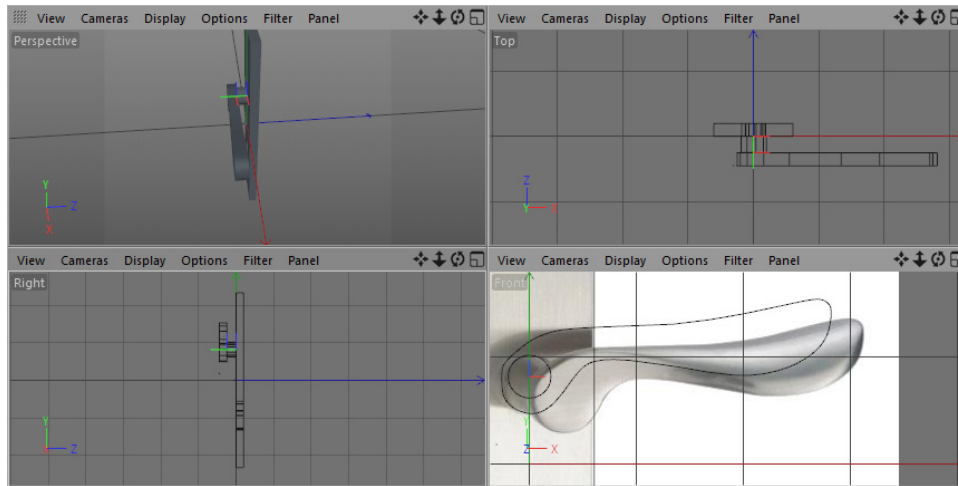 View Cameras Display Options Filter Panel
Perspective
Y
Z
X
View Cameras Display Options Filter Panel
Top
Z
Y X
View Cameras Display Options Filter Panel
Right
Y
Z
X
View Cameras Display Options Filter Panel
Front
Y
Z X